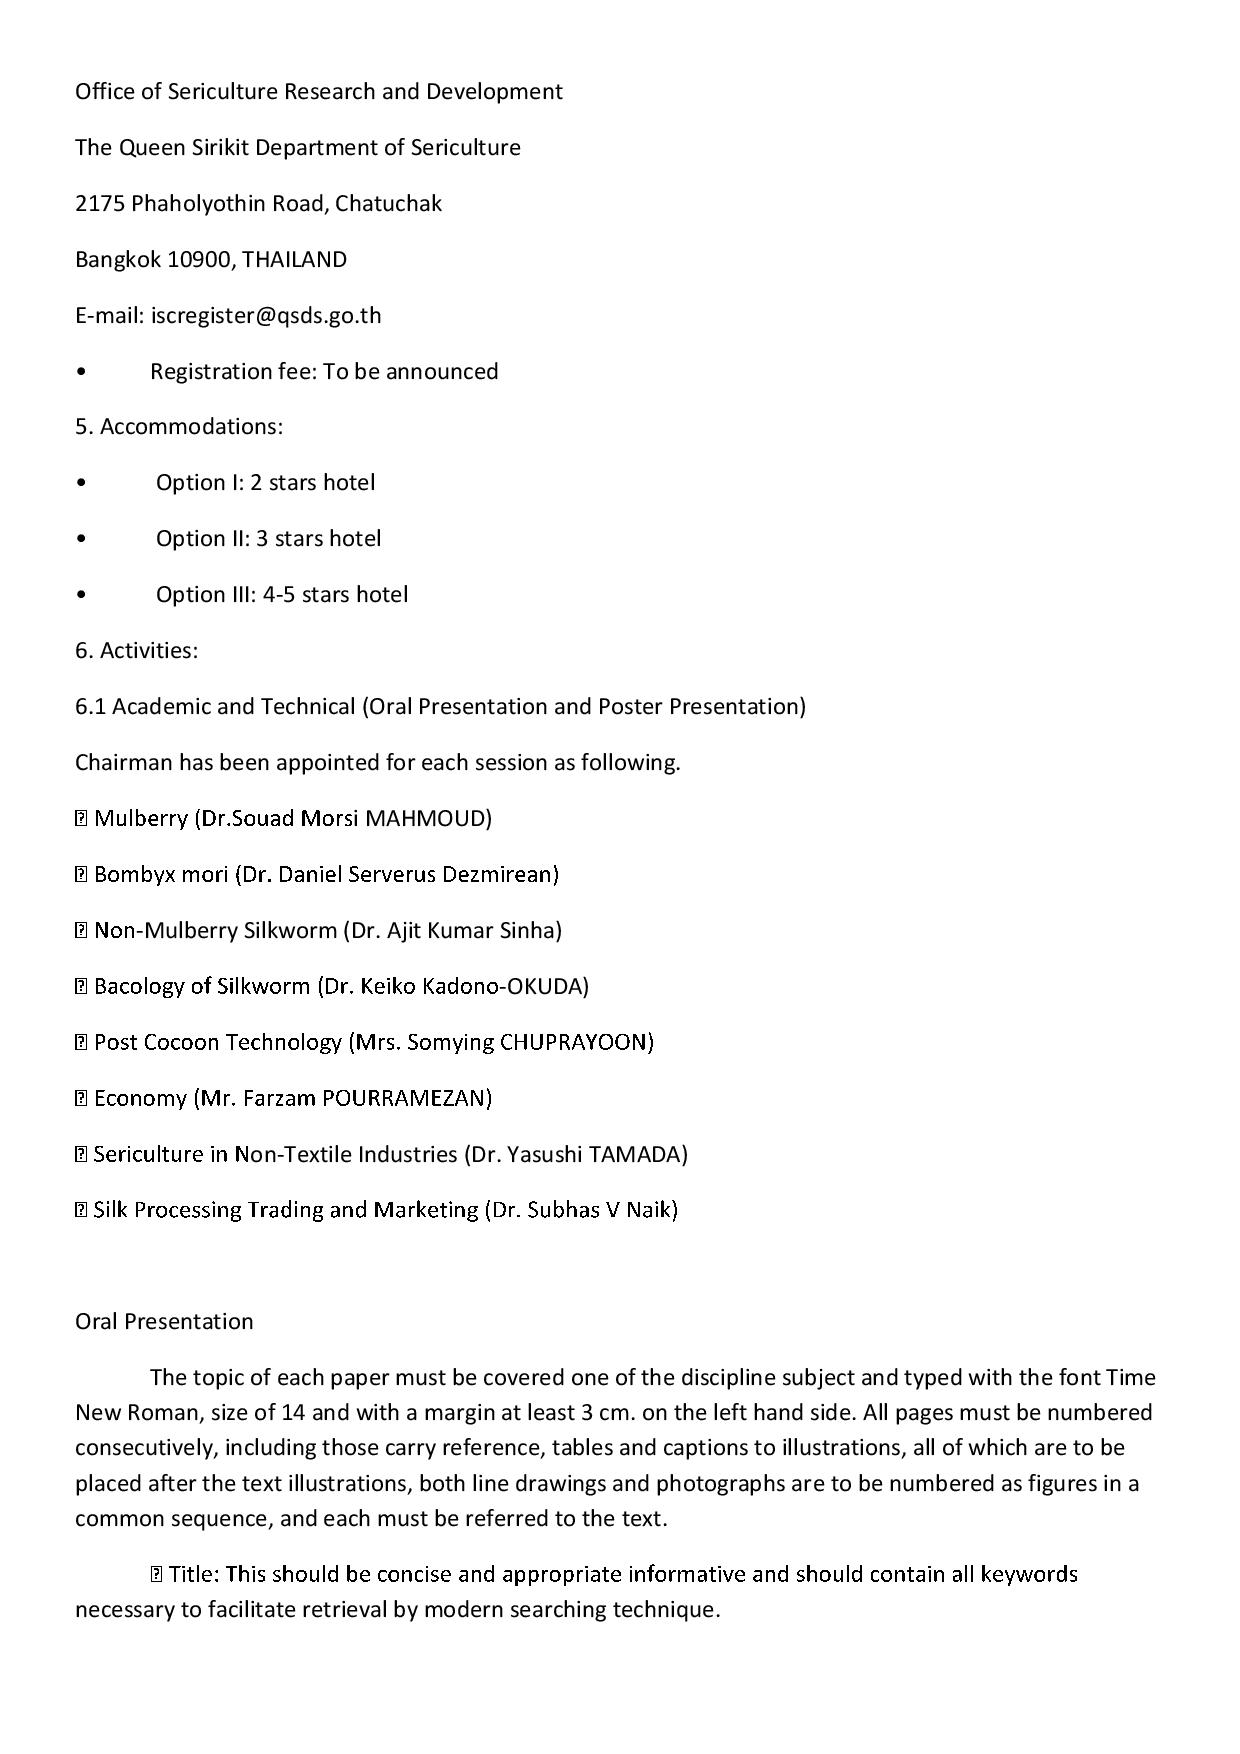 Office of Sericulture Research and Development
The Queen Sirikit Department of Sericulture
2175 Phaholyothin Road, Chatuchak
Bangkok 10900, THAILAND
E-mail: iscregister@qsds.go.th
• Registration fee: To be announced
5. Accommodations:
• Option I: 2 stars hotel
• Option II: 3 stars hotel
• Option III: 4-5 stars hotel
6. Activities:
6.1 Academic and Technical (Oral Presentation and Poster Presentation)
Chairman has been appointed for each session as following.
 Mulberry (Dr.Souad Morsi MAHMOUD)
 Bombyx mori (Dr. Daniel Serverus Dezmirean)
 Non-Mulberry Silkworm (Dr. Ajit Kumar Sinha)
 Bacology of Silkworm (Dr. Keiko Kadono-OKUDA)
 Post Cocoon Technology (Mrs. Somying CHUPRAYOON)
 Economy (Mr. Farzam POURRAMEZAN)
 Sericulture in Non-Textile Industries (Dr. Yasushi TAMADA)
 Silk Processing Trading and Marketing (Dr. Subhas V Naik)
Oral Presentation
The topic of each paper must be covered one of the discipline subject and typed with the font Time
New Roman, size of 14 and with a margin at least 3 cm. on the left hand side. All pages must be numbered
consecutively, including those carry reference, tables and captions to illustrations, all of which are to be
placed after the text illustrations, both line drawings and photographs are to be numbered as figures in a
common sequence, and each must be referred to the text.
 Title: This should be concise and appropriate informative and should contain all keywords
necessary to facilitate retrieval by modern searching technique.